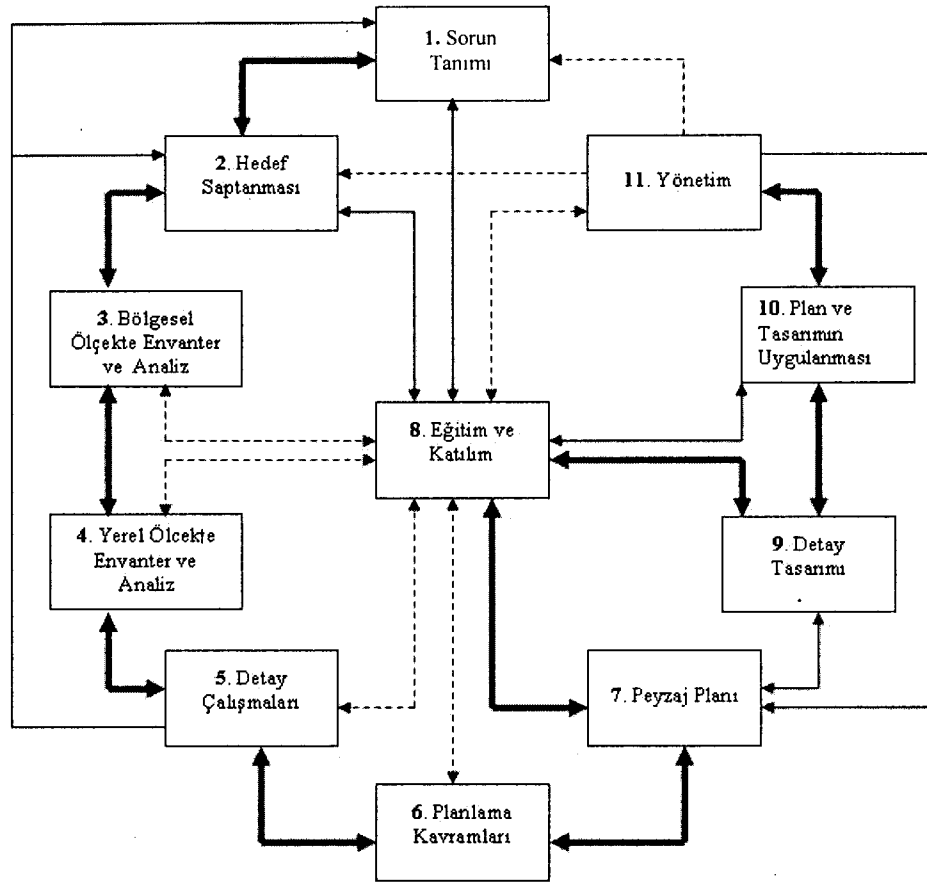 1. Sorun
Tanımı
2. Hedef
Saptanması
11. Yönetim
3. Bölgesel
Ölçekte Envanter
ve Analiz
10. Plan ve
Tasarımın
Uygulanması
8. Eğitim ve
Katılım
4. Yerel Ölçekte
Envanter ve
Analiz
9. Detay
Tasarımı
5. Detay
Çalışmaları
7. Peyzaj Planı
6. Planlama
Kavramları